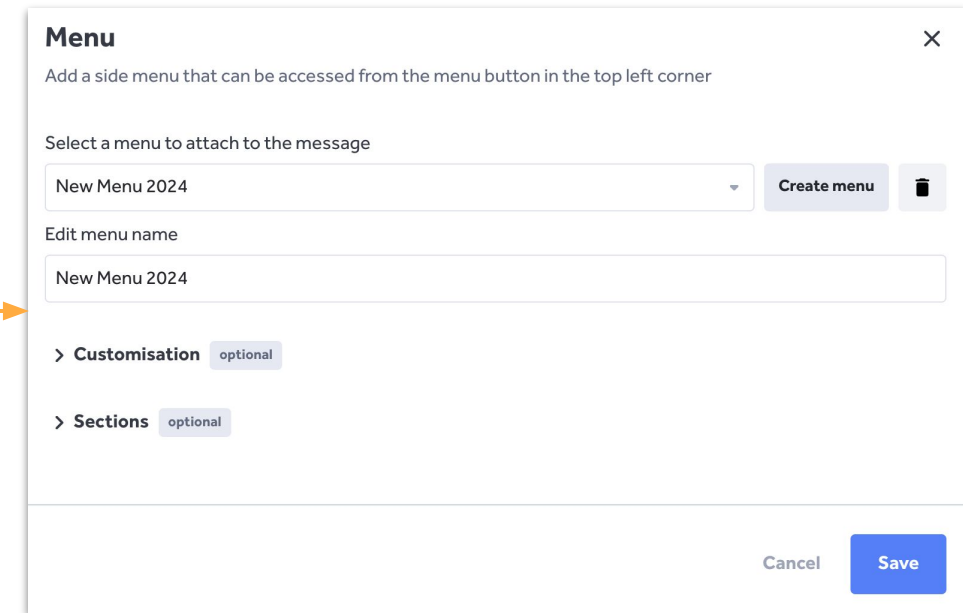 Menu
Add a side menu that can be accessed from the menu button in the top left corner
Select a menu to attach to the message
New Menu 2024
Create menu
Edit menu name
New Menu 2024
Customisation optional
Sections optional
Cancel Save